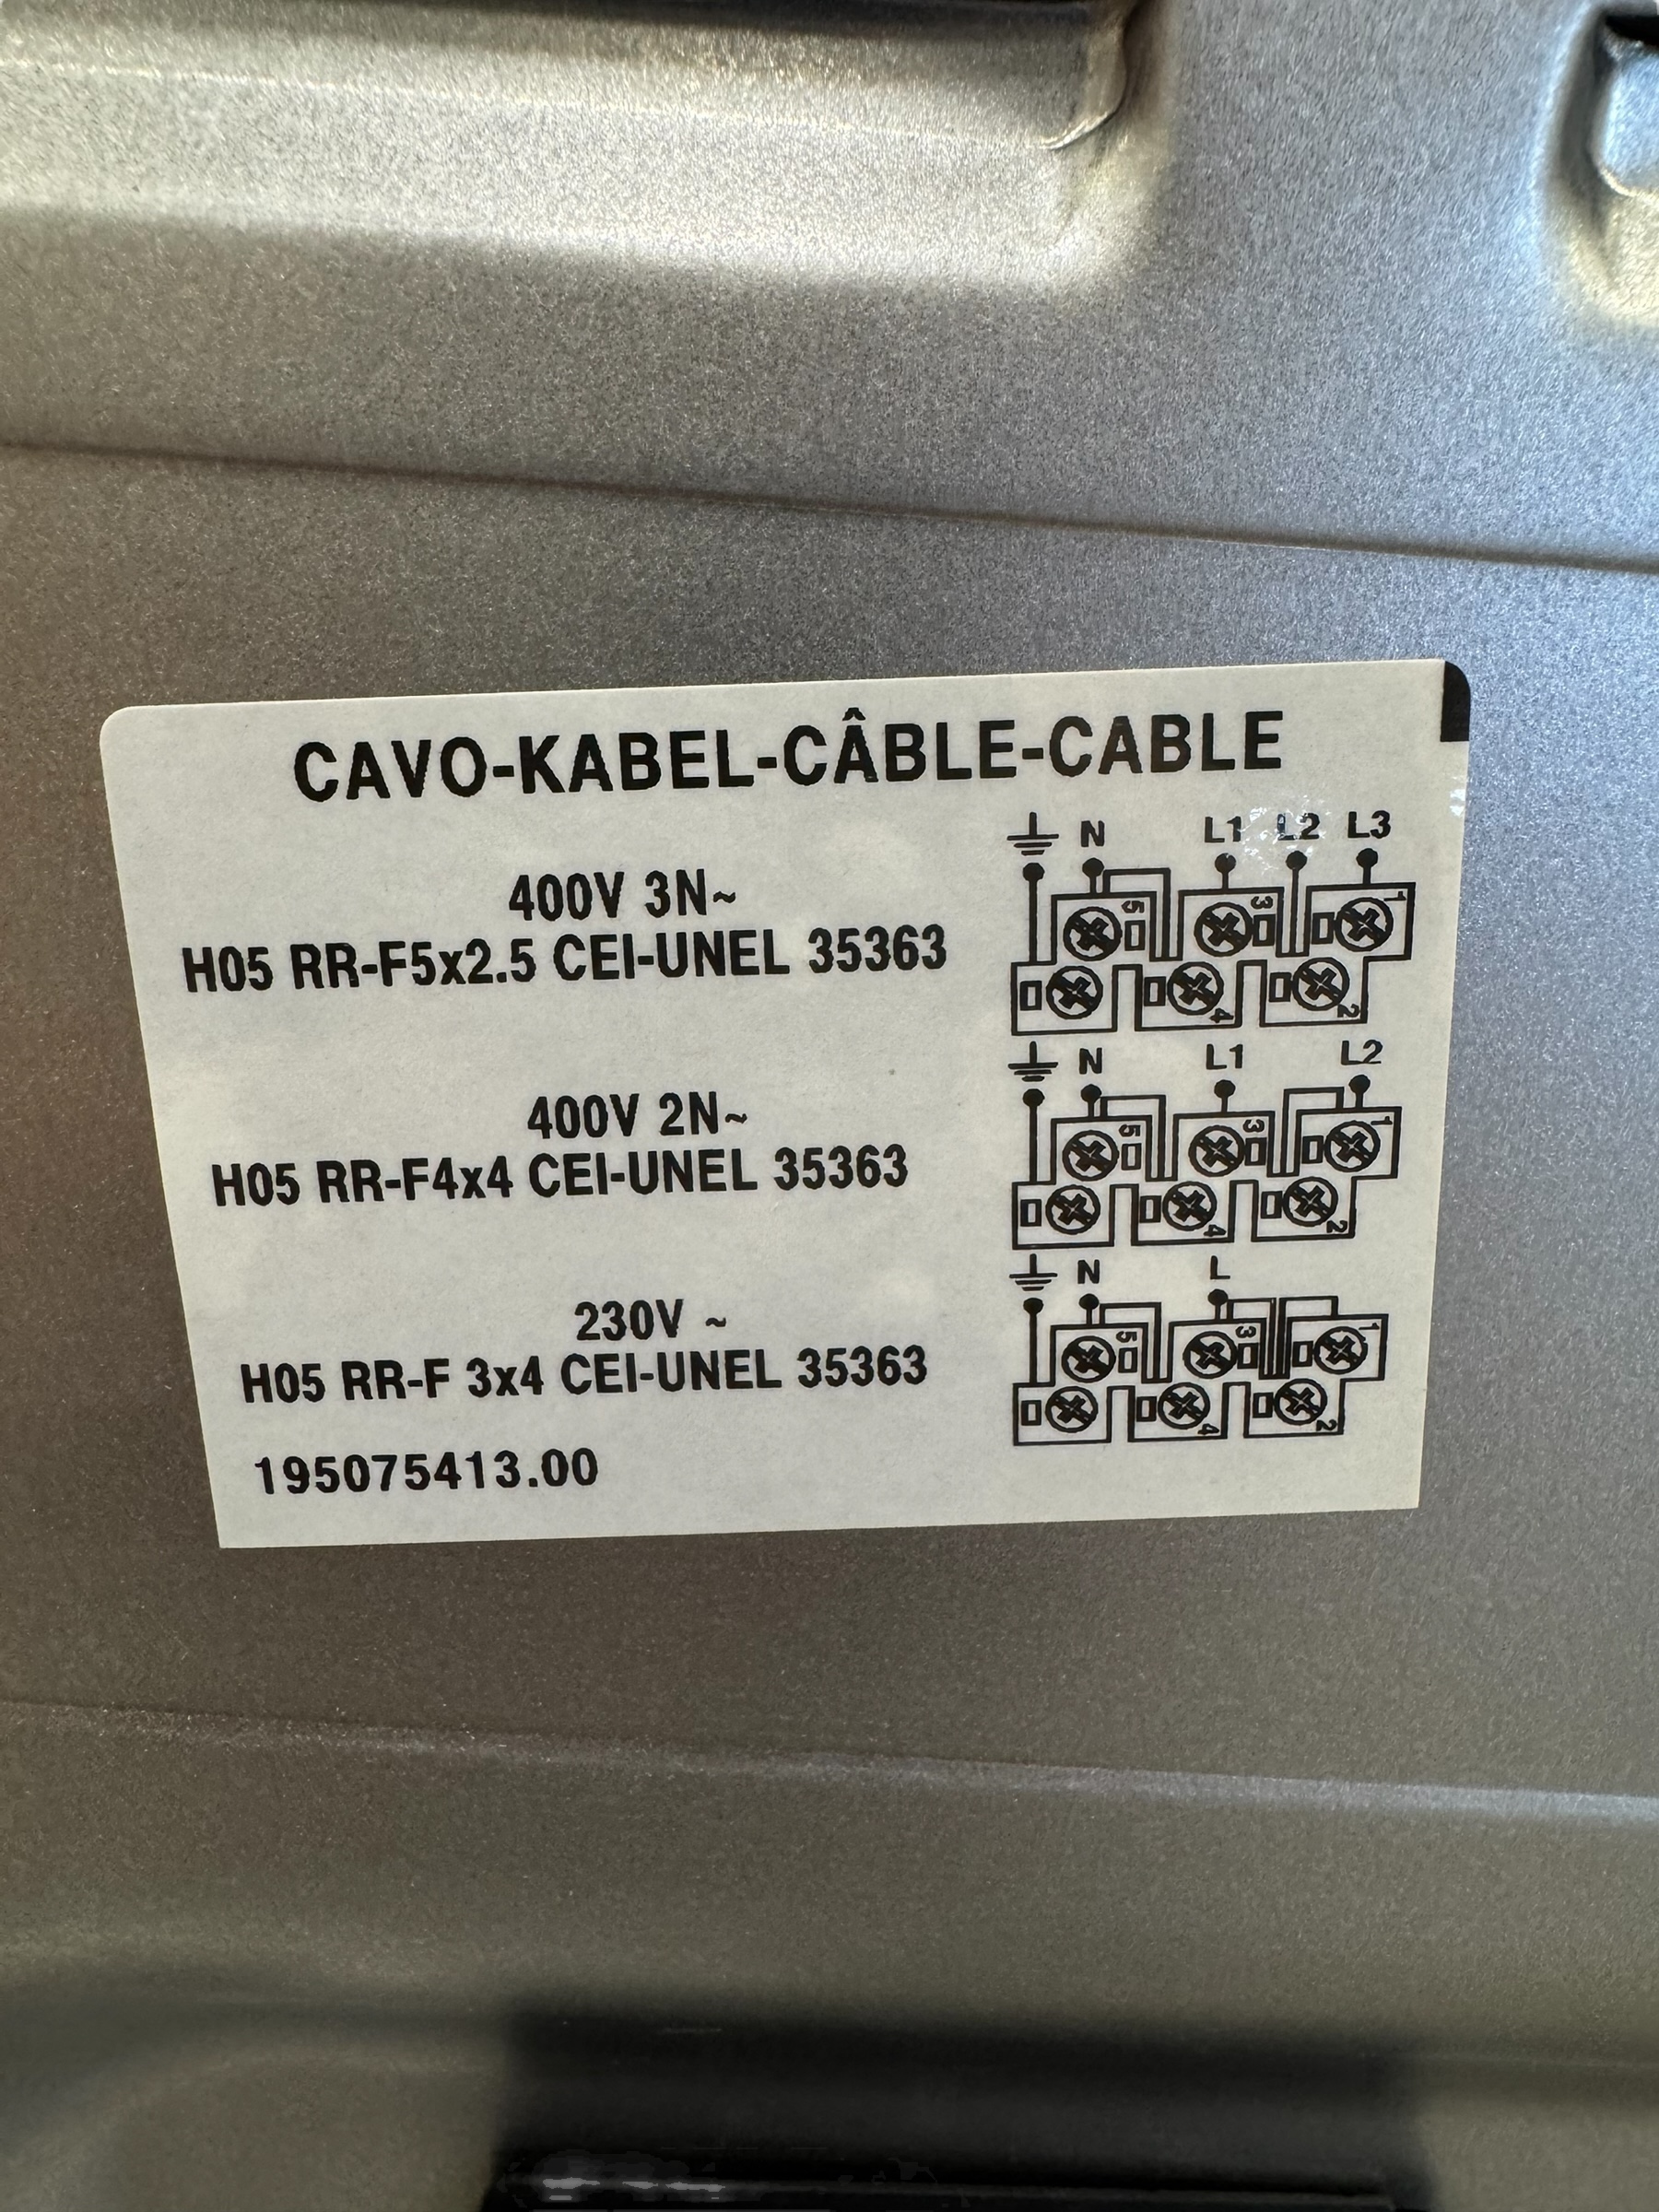 CAVO-KABEL-CÂBLE-CABLE
400V 3N~
H05 RR-F5x2.5 CEI-UNEL 35363
N L1 L2 L3
5 3 1
4 2
400V 2N~
H05 RR-F4x4 CEI-UNEL 35363
N L1 L2
5 3 1
4 2
230V ~
H05 RR-F 3x4 CEI-UNEL 35363
N L
5 3 1
4 2
195075413.00